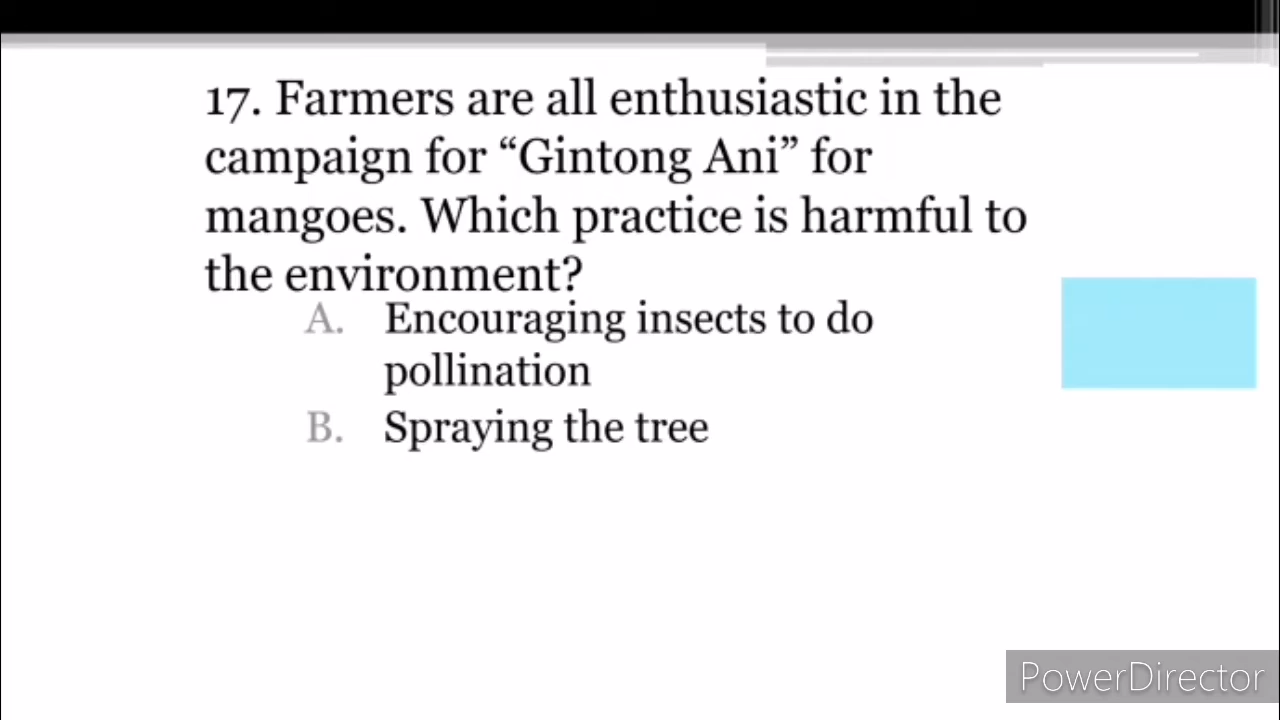 17. Farmers are all enthusiastic in the
campaign for “Gintong Ani” for
mangoes. Which practice is harmful to
the environment?
A. Encouraging insects to do
pollination
B. Spraying the tree
PowerDirector